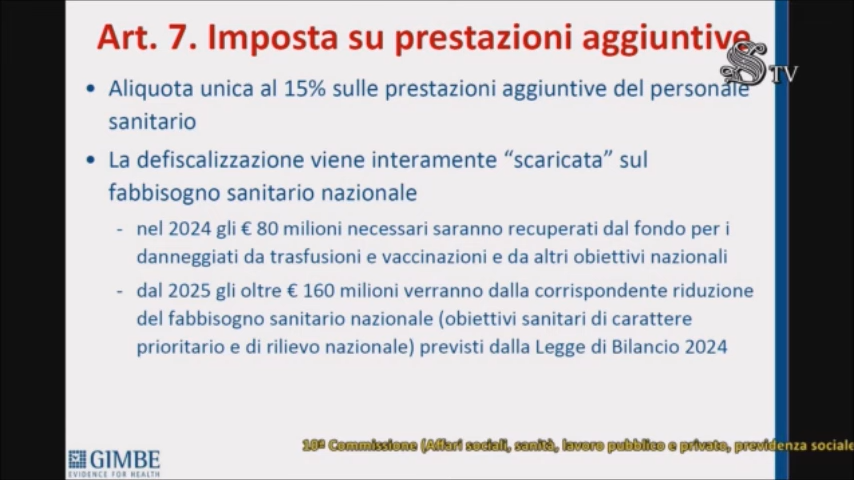 Art. 7. Imposta su prestazioni aggiuntive
S TV
• Aliquota unica al 15% sulle prestazioni aggiuntive del personale
sanitario
• La defiscalizzazione viene interamente “scaricata” sul
fabbisogno sanitario nazionale
- nel 2024 gli € 80 milioni necessari saranno recuperati dal fondo per i
danneggiati da trasfusioni e vaccinazioni e da altri obiettivi nazionali
- dal 2025 gli oltre € 160 milioni verranno dalla corrispondente riduzione
del fabbisogno sanitario nazionale (obiettivi sanitari di carattere
prioritario e di rilievo nazionale) previsti dalla Legge di Bilancio 2024
10ª Commissione (Affari sociali, sanità, lavoro pubblico e privato, previdenza sociale
GIMBE
EVIDENCE FOR HEALTH